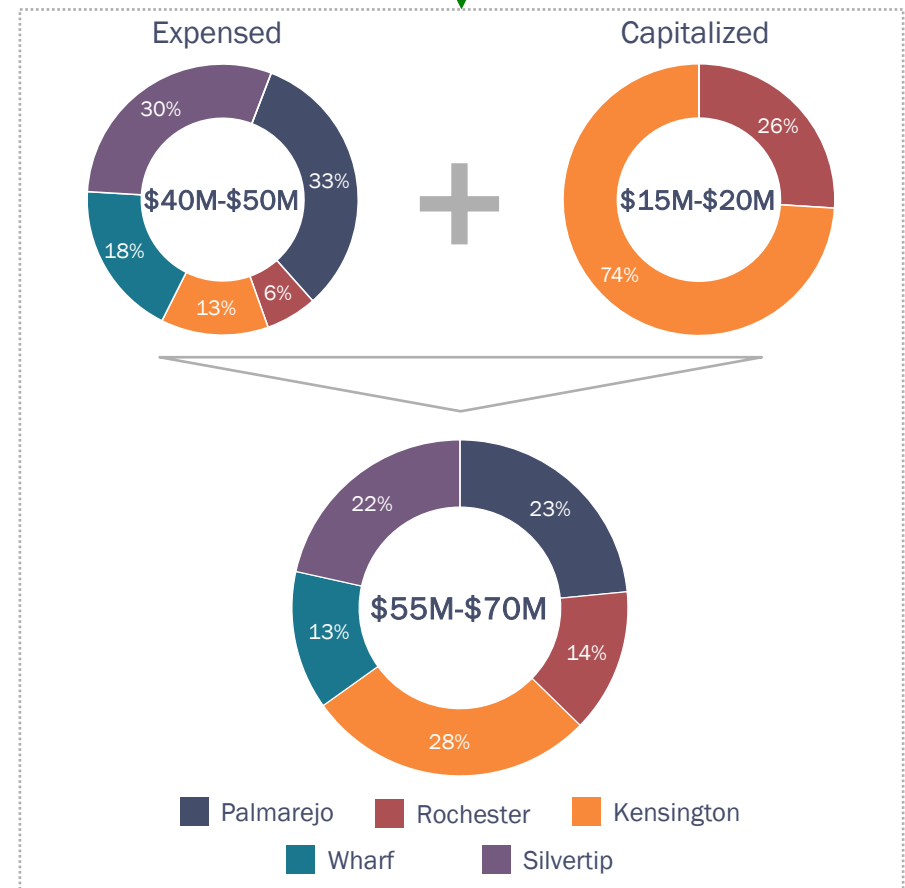 Expensed
Capitalized
30%
33%
$40M-$50M
18%
13%
6%
26%
$15M-$20M
74%
22%
23%
$55M-$70M
13%
14%
28%
Palmarejo
Rochester
Kensington
Wharf
Silvertip